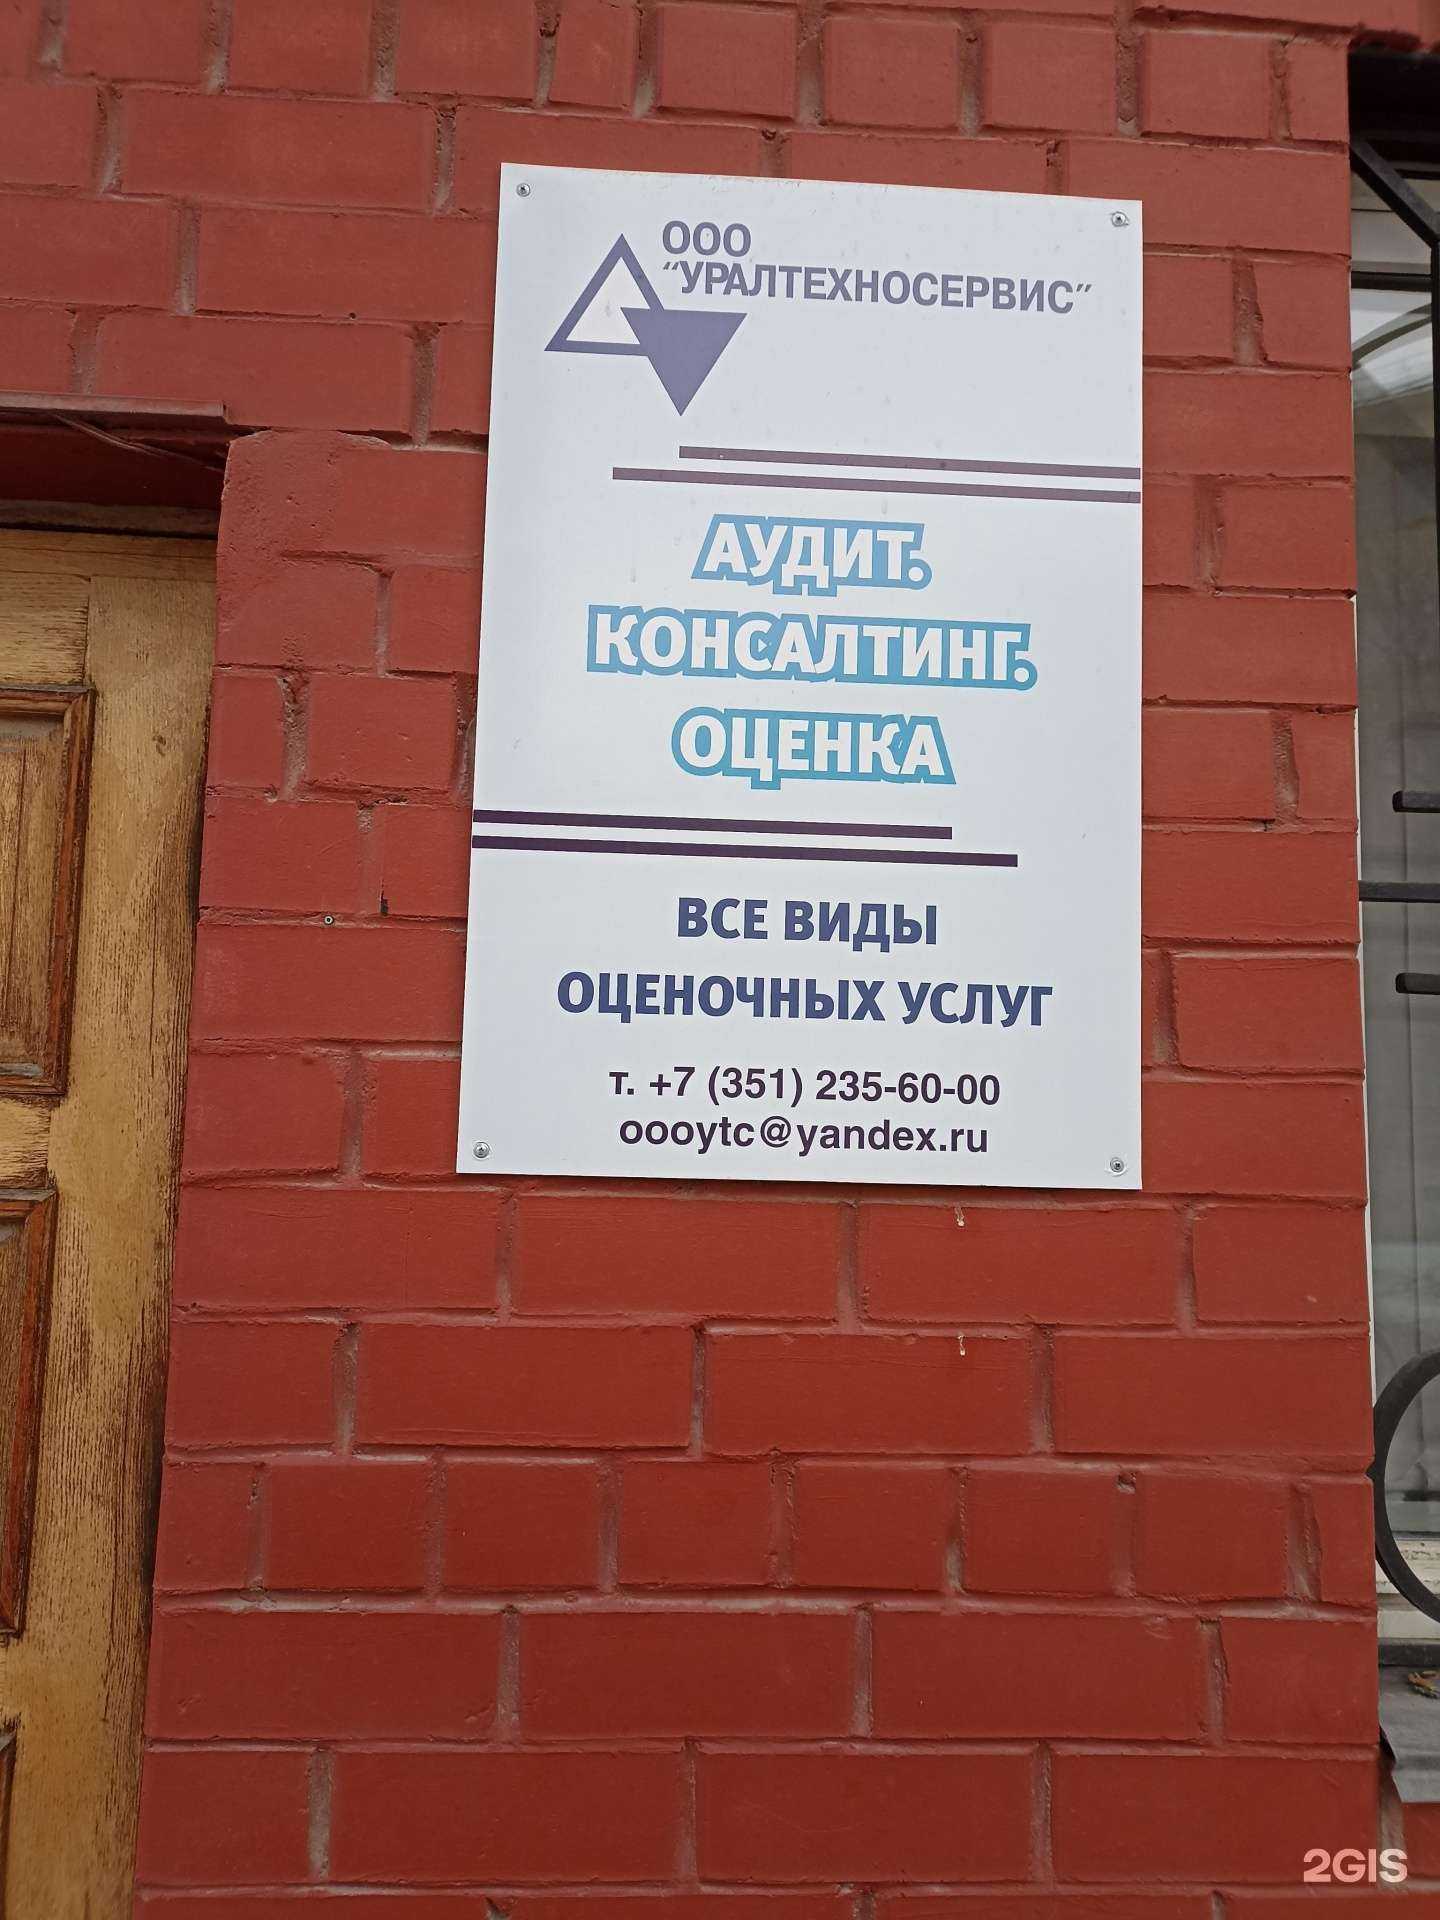 ООО
“УРАЛТЕХНОСЕРВИС”
АУДИТ.
КОНСАЛТИНГ.
ОЦЕНКА
ВСЕ ВИДЫ
ОЦЕНОЧНЫХ УСЛУГ
т. +7 (351) 235-60-00
oooytc@yandex.ru
2GIS